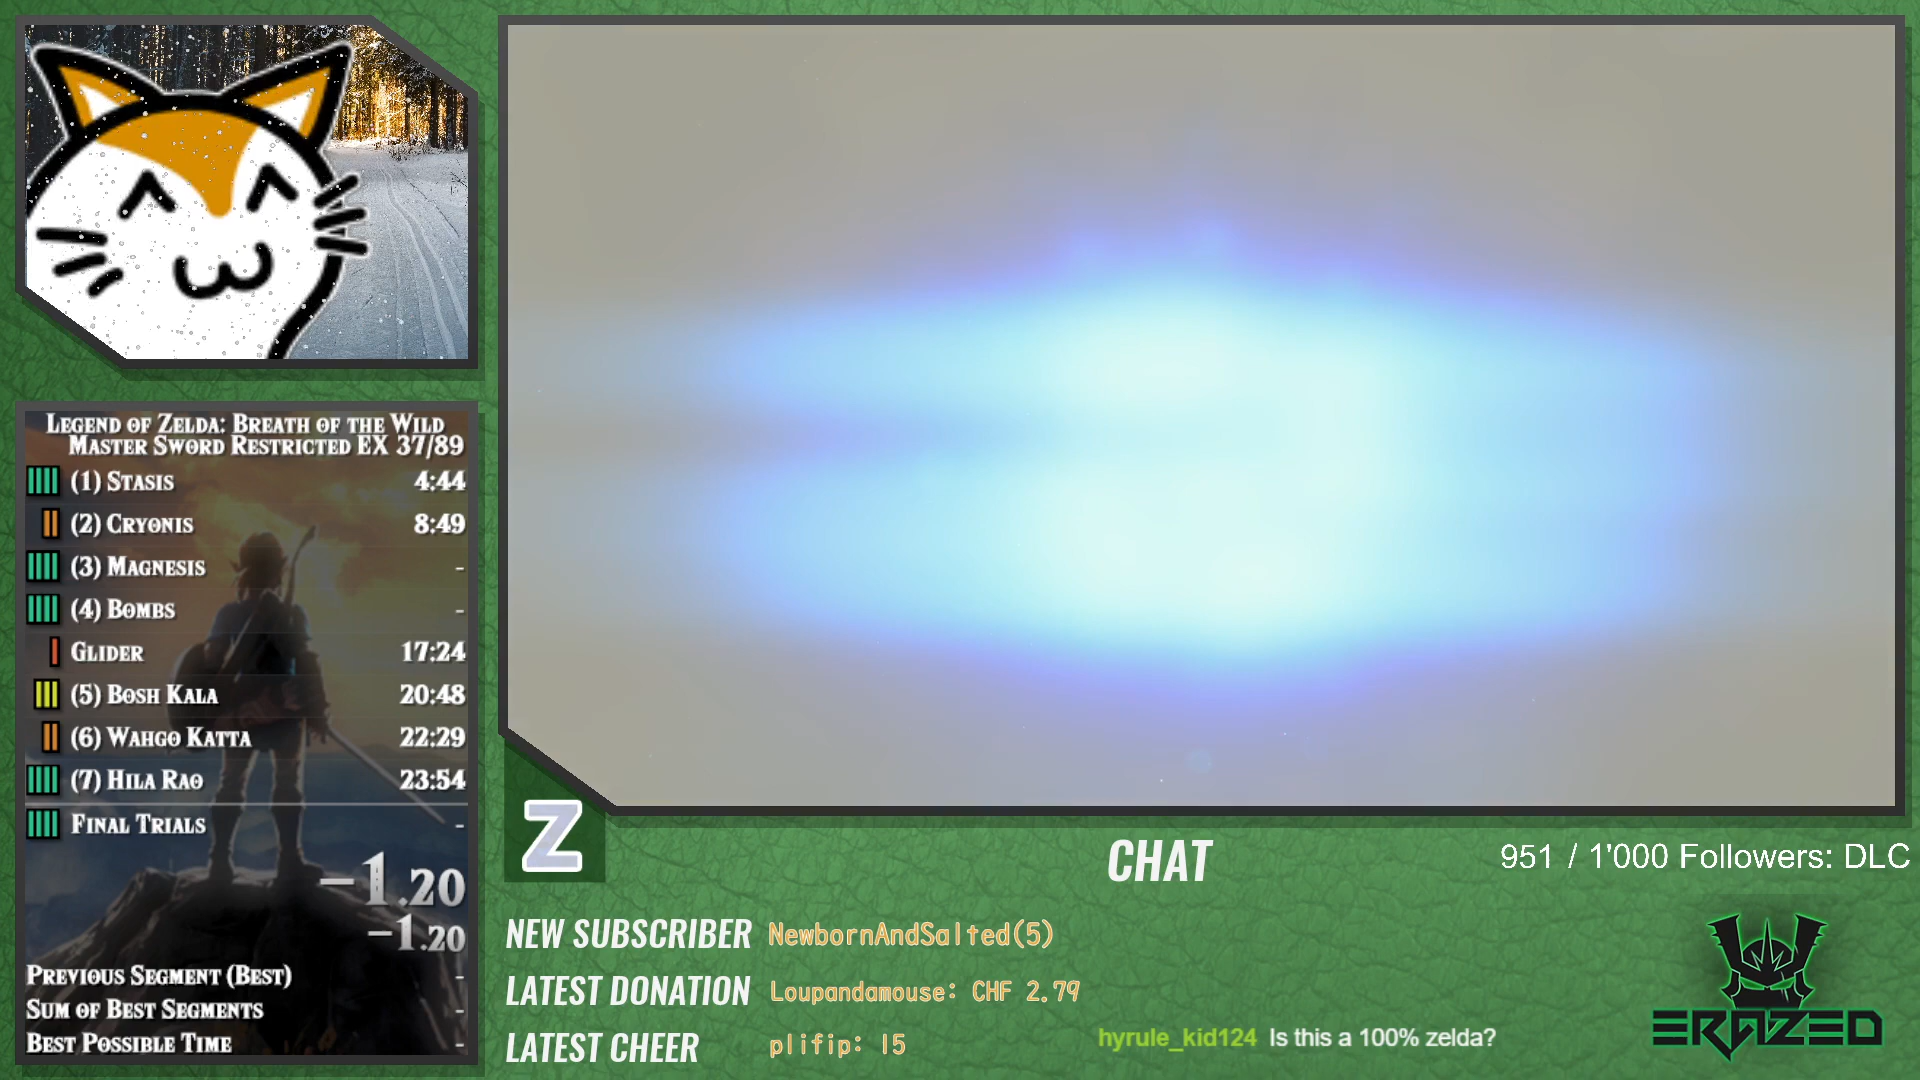 LEGEND OF ZELDA: BREATH OF THE WILD
MASTER SWORD RESTRICTED EX 37/89
(1) STASIS 4:44
(2) CRYONIS 8:49
(3) MAGNESIS -
(4) BOMBS -
GLIDER 17:24
(5) BOSH KALA 20:48
(6) WAHGO KATTA 22:29
(7) HILA RAO 23:54
FINAL TRIALS -
-1.20
-1.20
PREVIOUS SEGMENT (BEST) -
SUM OF BEST SEGMENTS -
BEST POSSIBLE TIME -
Z
CHAT
951 / 1'000 Followers: DLC
NEW SUBSCRIBER NewbornAndSalted(5)
LATEST DONATION Loupandamouse: CHF 2.79
LATEST CHEER plifip: 15
hyrule_kid124 Is this a 100% zelda?
ERAZED